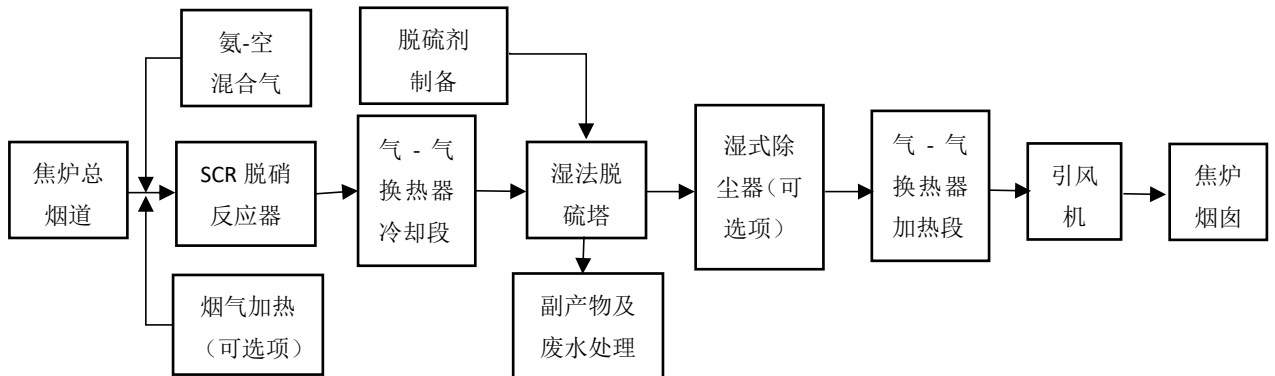 氨-空
混合气
脱硫剂
制备
焦炉总
烟道
SCR 脱硝
反应器
气 - 气
换热器
冷却段
湿法脱
硫塔
湿式除
尘器(可
选项)
气 - 气
换热器
加热段
引风
机
焦炉
烟囱
烟气加热
（可选项）
副产物及
废水处理